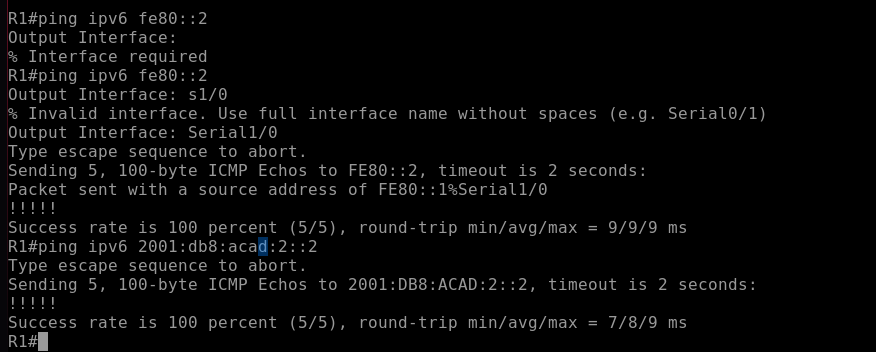 R1#ping ipv6 fe80::2
Output Interface:
% Interface required
R1#ping ipv6 fe80::2
Output Interface: s1/0
% Invalid interface. Use full interface name without spaces (e.g. Serial0/1)
Output Interface: Serial1/0
Type escape sequence to abort.
Sending 5, 100-byte ICMP Echos to FE80::2, timeout is 2 seconds:
Packet sent with a source address of FE80::1%Serial1/0
!!!!!
Success rate is 100 percent (5/5), round-trip min/avg/max = 9/9/9 ms
R1#ping ipv6 2001:db8:acad:2::2
Type escape sequence to abort.
Sending 5, 100-byte ICMP Echos to 2001:DB8:ACAD:2::2, timeout is 2 seconds:
!!!!!
Success rate is 100 percent (5/5), round-trip min/avg/max = 7/8/9 ms
R1#